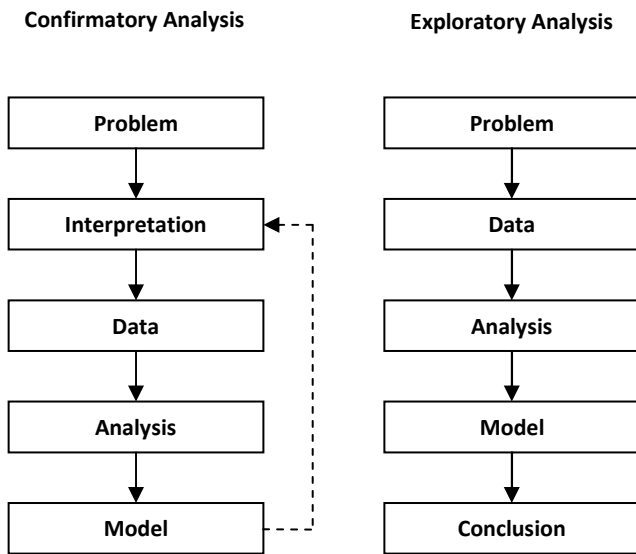 Confirmatory Analysis
Problem
Interpretation
Data
Analysis
Model
Exploratory Analysis
Problem
Data
Analysis
Model
Conclusion